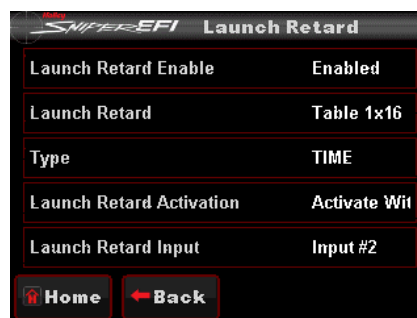 Holley
SNIPER EFI Launch Retard
Launch Retard Enable Enabled
Launch Retard Table 1x16
Type TIME
Launch Retard Activation Activate Wit
Launch Retard Input Input #2
Home Back